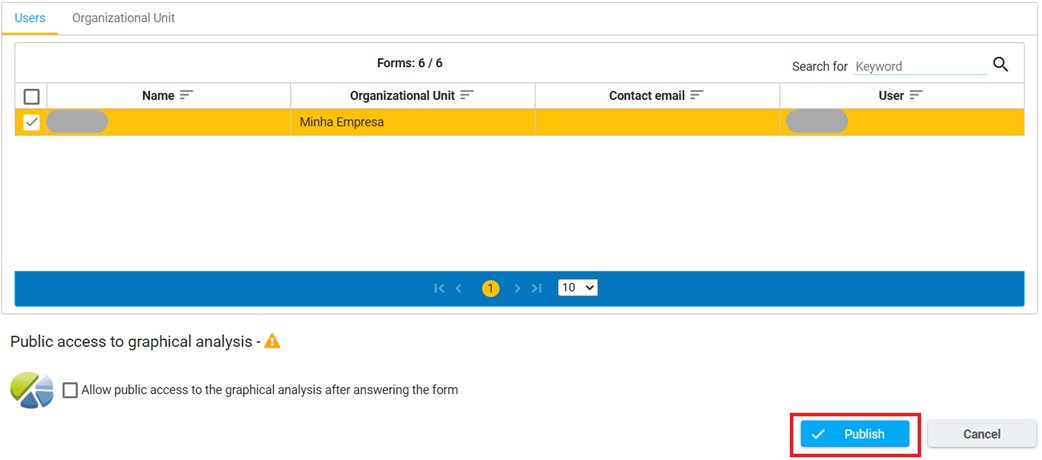 Users Organizational Unit
Forms: 6 / 6
Search for Keyword
Name Organizational Unit Contact email User
Minha Empresa
1 10
Public access to graphical analysis -
Allow public access to the graphical analysis after answering the form
Publish Cancel